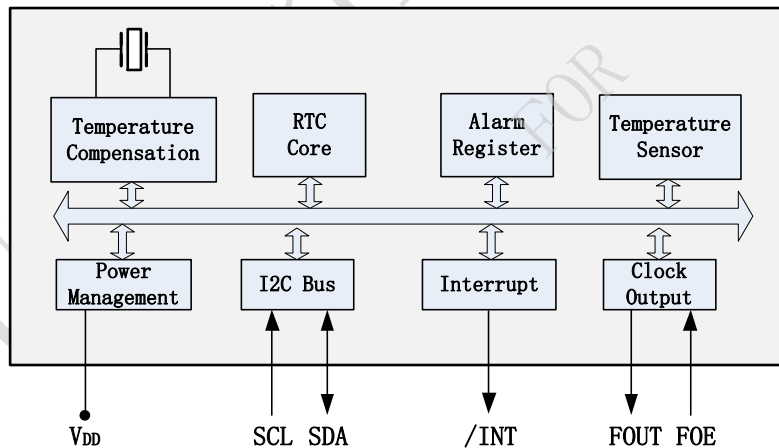 Temperature
Compensation
RTC
Core
Alarm
Register
Temperature
Sensor
Power
Management
I2C Bus
Interrupt
Clock
Output
VDD
SCL SDA
/INT
FOUT FOE
FOR